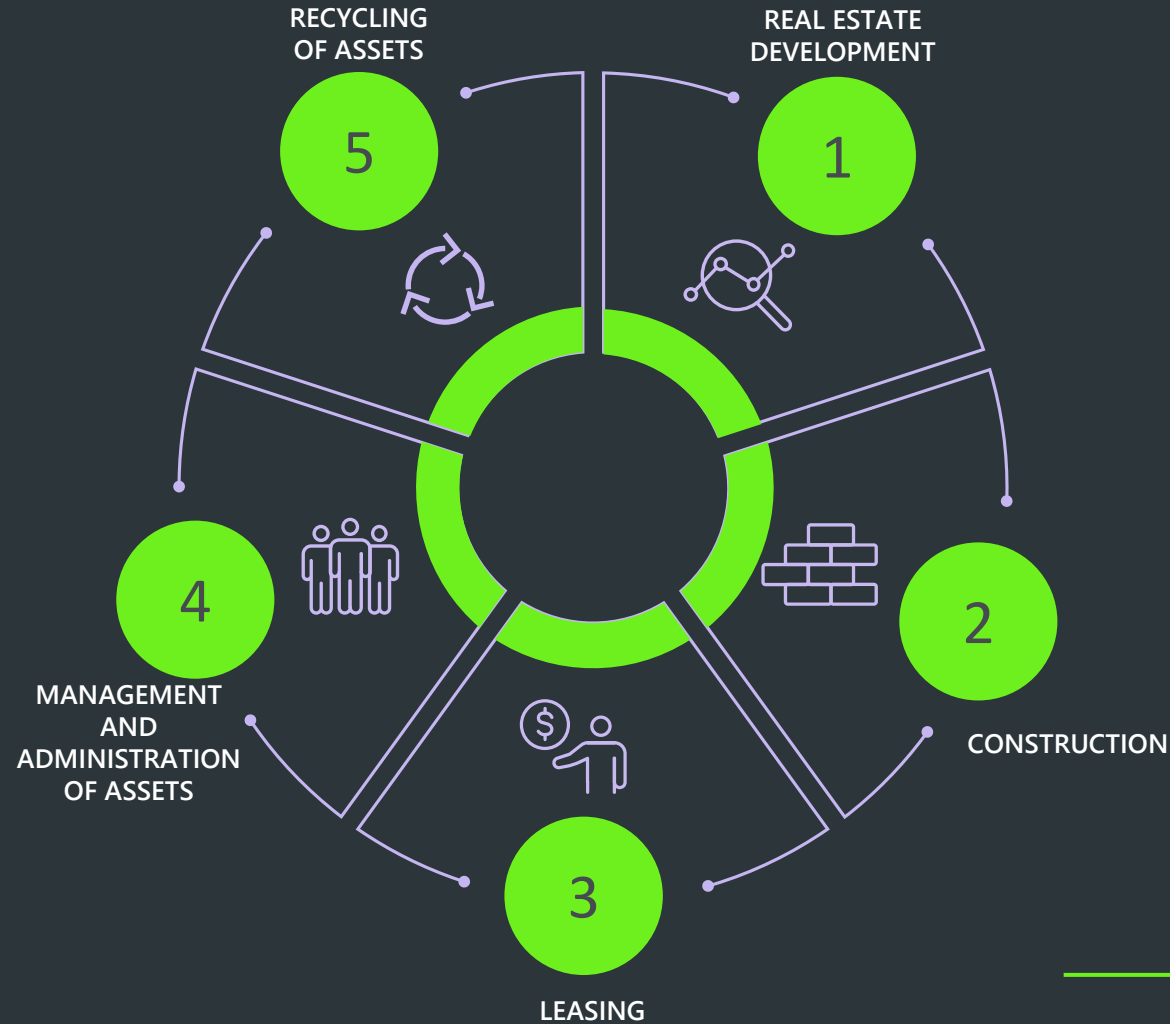 REAL ESTATE
DEVELOPMENT
1
2
CONSTRUCTION
$
3
LEASING
4
MANAGEMENT
AND
ADMINISTRATION
OF ASSETS
RECYCLING
OF ASSETS
5